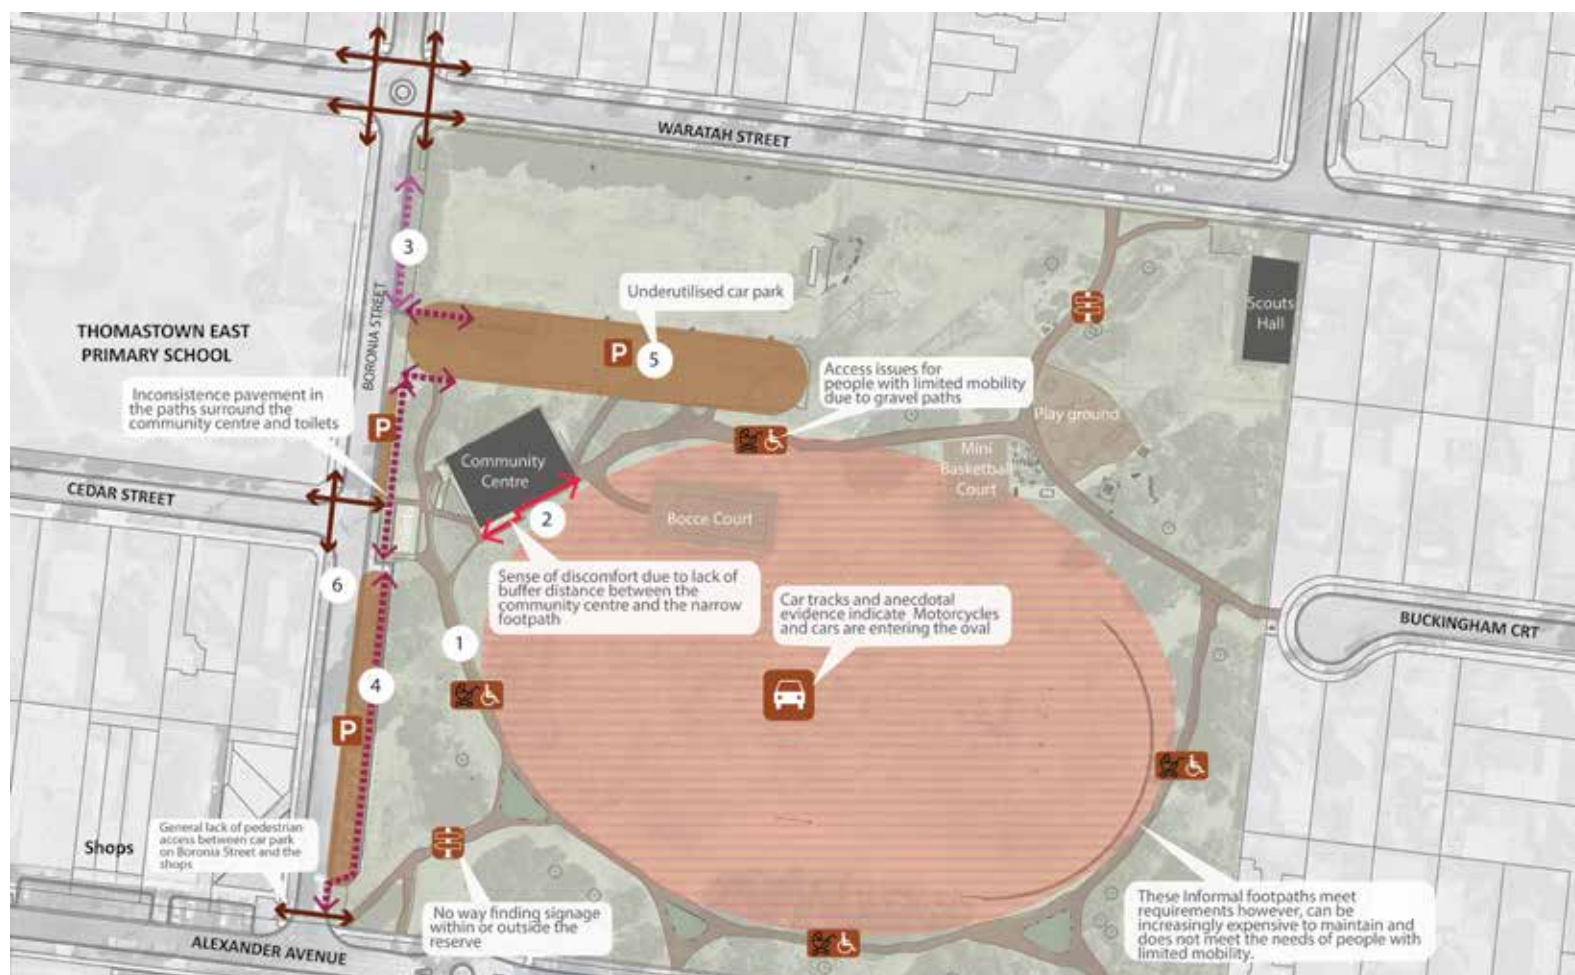 WARATAH STREET
3
BORONIA STREET
Underutilised car park
P
5
Scouts
Hall
THOMASTOWN EAST
PRIMARY SCHOOL
Inconsistence pavement in
the paths surround the
community centre and toilets
P
Access issues for
people with limited mobility
due to gravel paths
Play ground
Mini
Basketball
Court
Community
Centre
CEDAR STREET
2
Bocce Court
6
Sense of discomfort due to lack of
buffer distance between the
community centre and the narrow
footpath
Car tracks and anecdotal
evidence indicate Motorcycles
and cars are entering the oval
BUCKINGHAM CRT
1
4
P
Shops
General lack of pedestrian
access between car park
on Boronia Street and the
shops
No way finding signage
within or outside the
reserve
These Informal footpaths meet
requirements however, can be
increasingly expensive to maintain and
does not meet the needs of people with
limited mobility.
ALEXANDER AVENUE